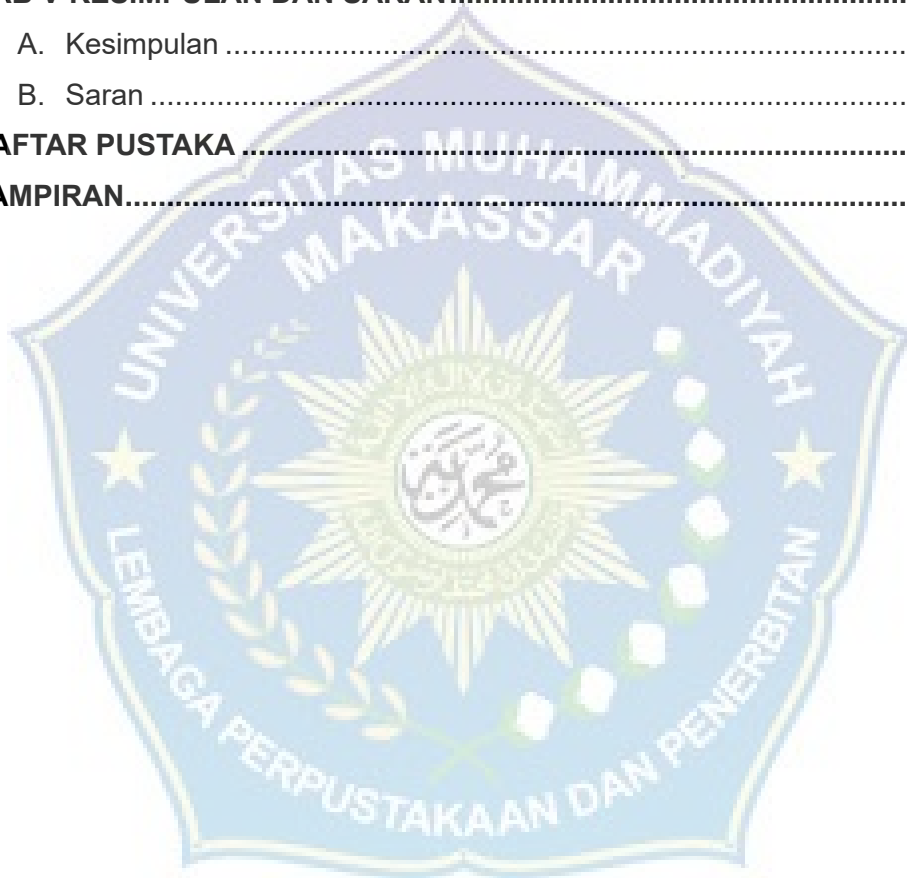 A. Kesimpulan ........................................................................................
B. Saran ........................................................................................
AFTAR PUSTAKA ........................................................................................
AMPIRAN........................................................................................
UNIVERSITAS MUHAMMADIYAH
MAKASSAR
LEMBAGA PERPUSTAKAAN DAN PENERBITAN